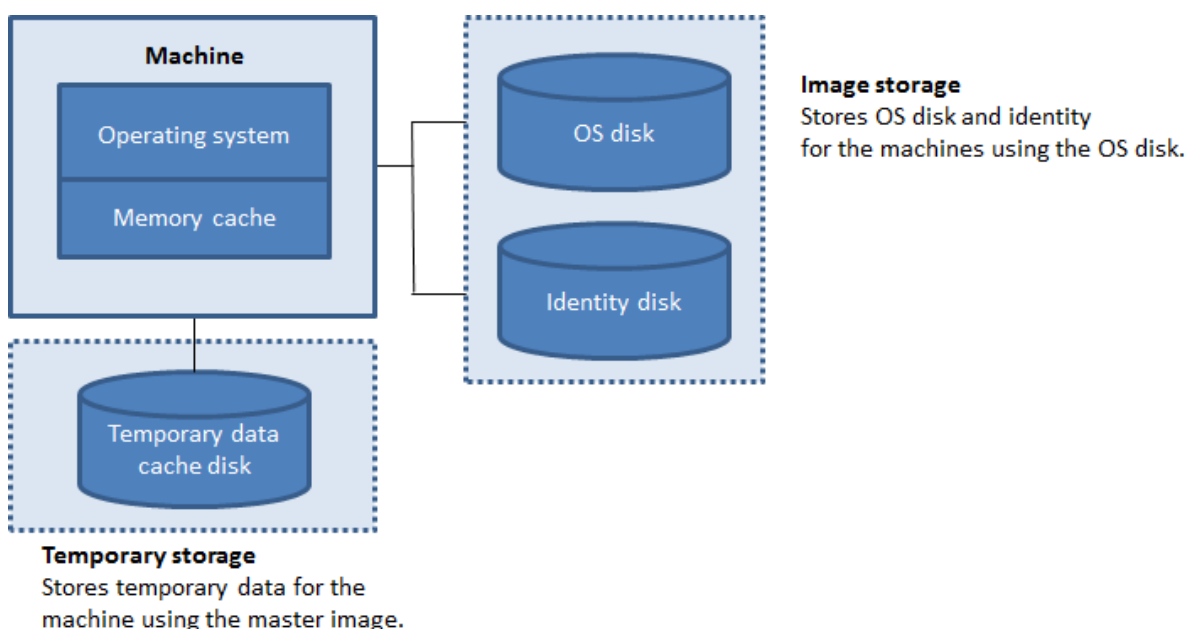 Machine
Operating system
Memory cache
OS disk
Identity disk
Image storage
Stores OS disk and identity
for the machines using the OS disk.
Temporary data
cache disk
Temporary storage
Stores temporary data for the
machine using the master image.